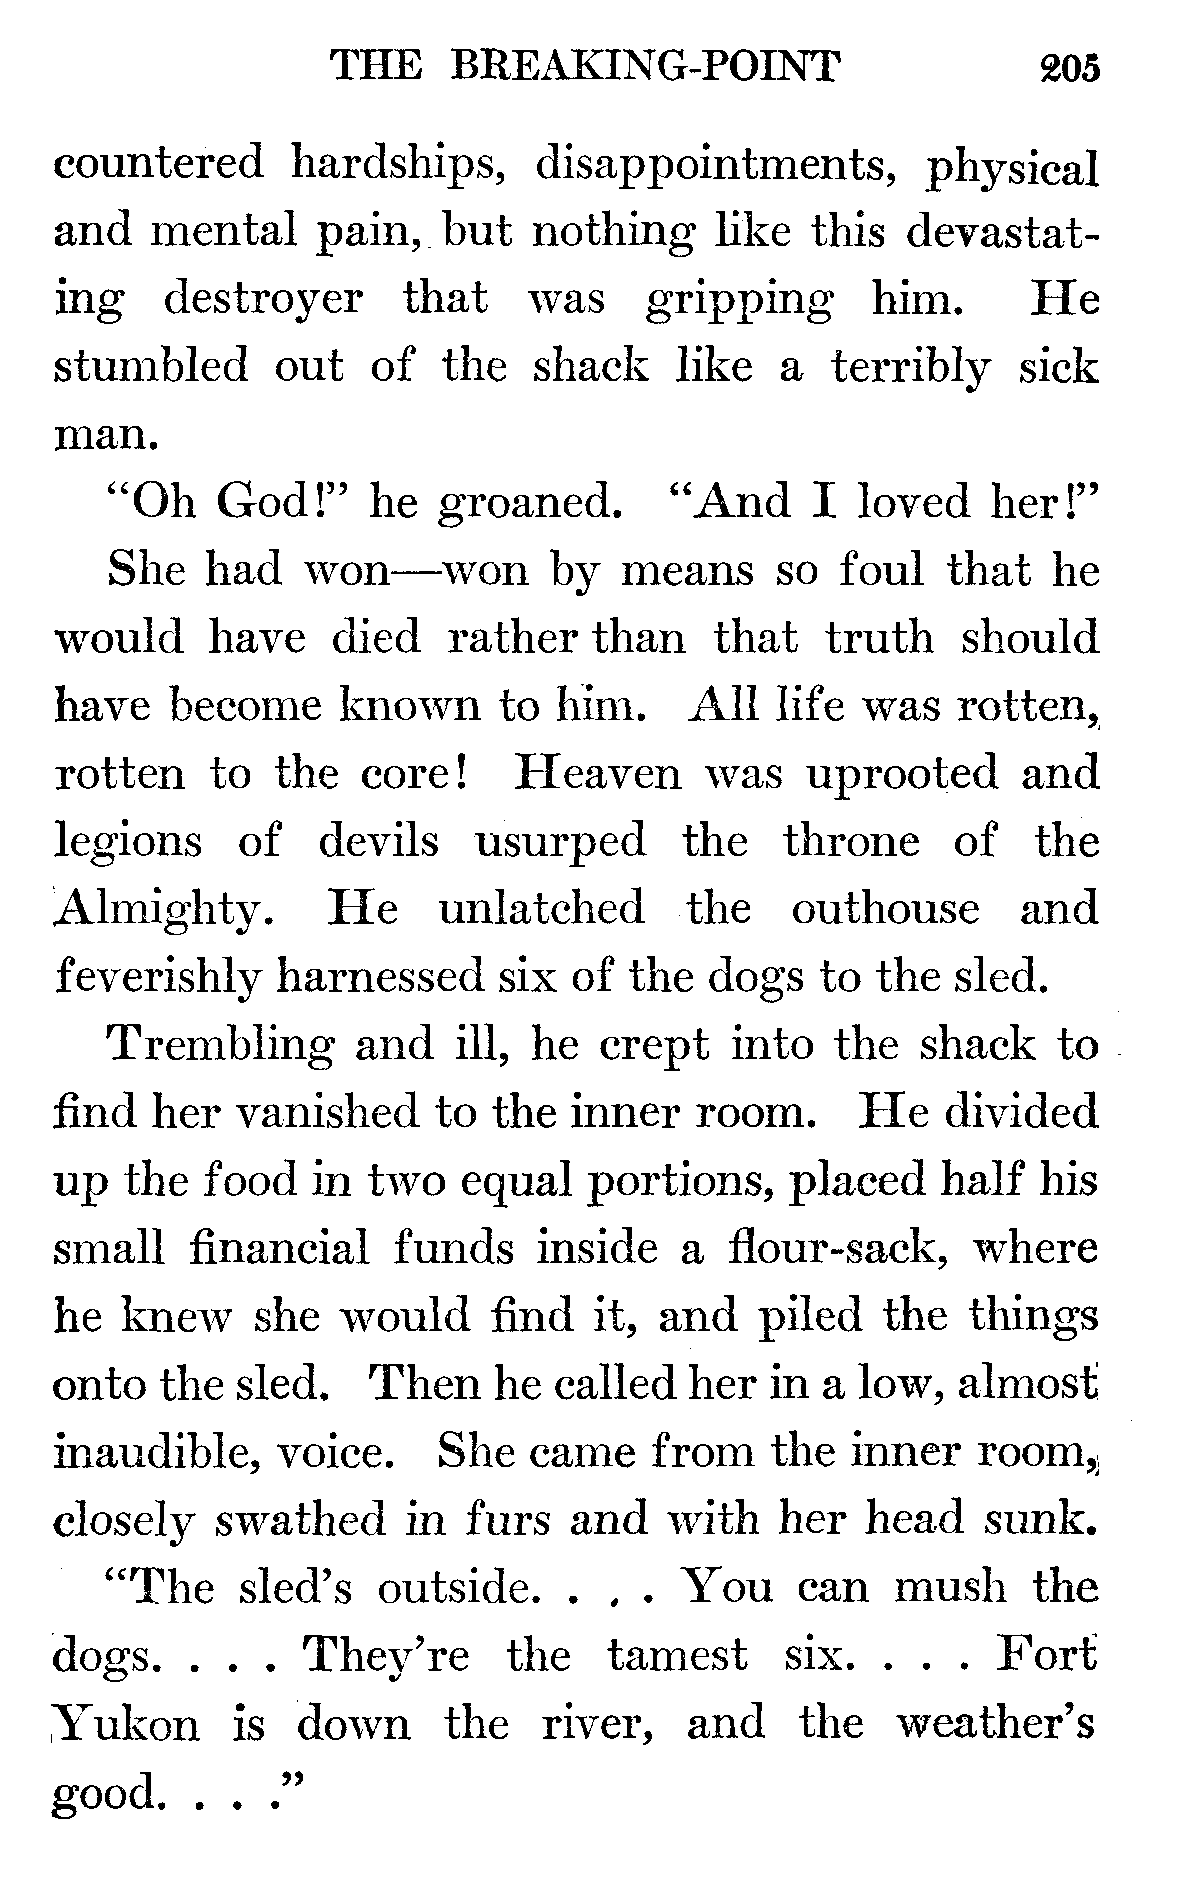 THE BREAKING-POINT 205
countered hardships, disappointments, physical
and mental pain, but nothing like this devastat-
ing destroyer that was gripping him. He
stumbled out of the shack like a terribly sick
man.
“Oh God!” he groaned. “And I loved her!”
She had won—won by means so foul that he
would have died rather than that truth should
have become known to him. All life was rotten,
rotten to the core! Heaven was uprooted and
legions of devils usurped the throne of the
Almighty. He unlatched the outhouse and
feverishly harnessed six of the dogs to the sled.
Trembling and ill, he crept into the shack to
find her vanished to the inner room. He divided
up the food in two equal portions, placed half his
small financial funds inside a flour-sack, where
he knew she would find it, and piled the things
onto the sled. Then he called her in a low, almost
inaudible, voice. She came from the inner room,
closely swathed in furs and with her head sunk.
“The sled’s outside. . . . You can mush the
dogs. . . . They’re the tamest six. . . . Fort
Yukon is down the river, and the weather’s
good. . . .”